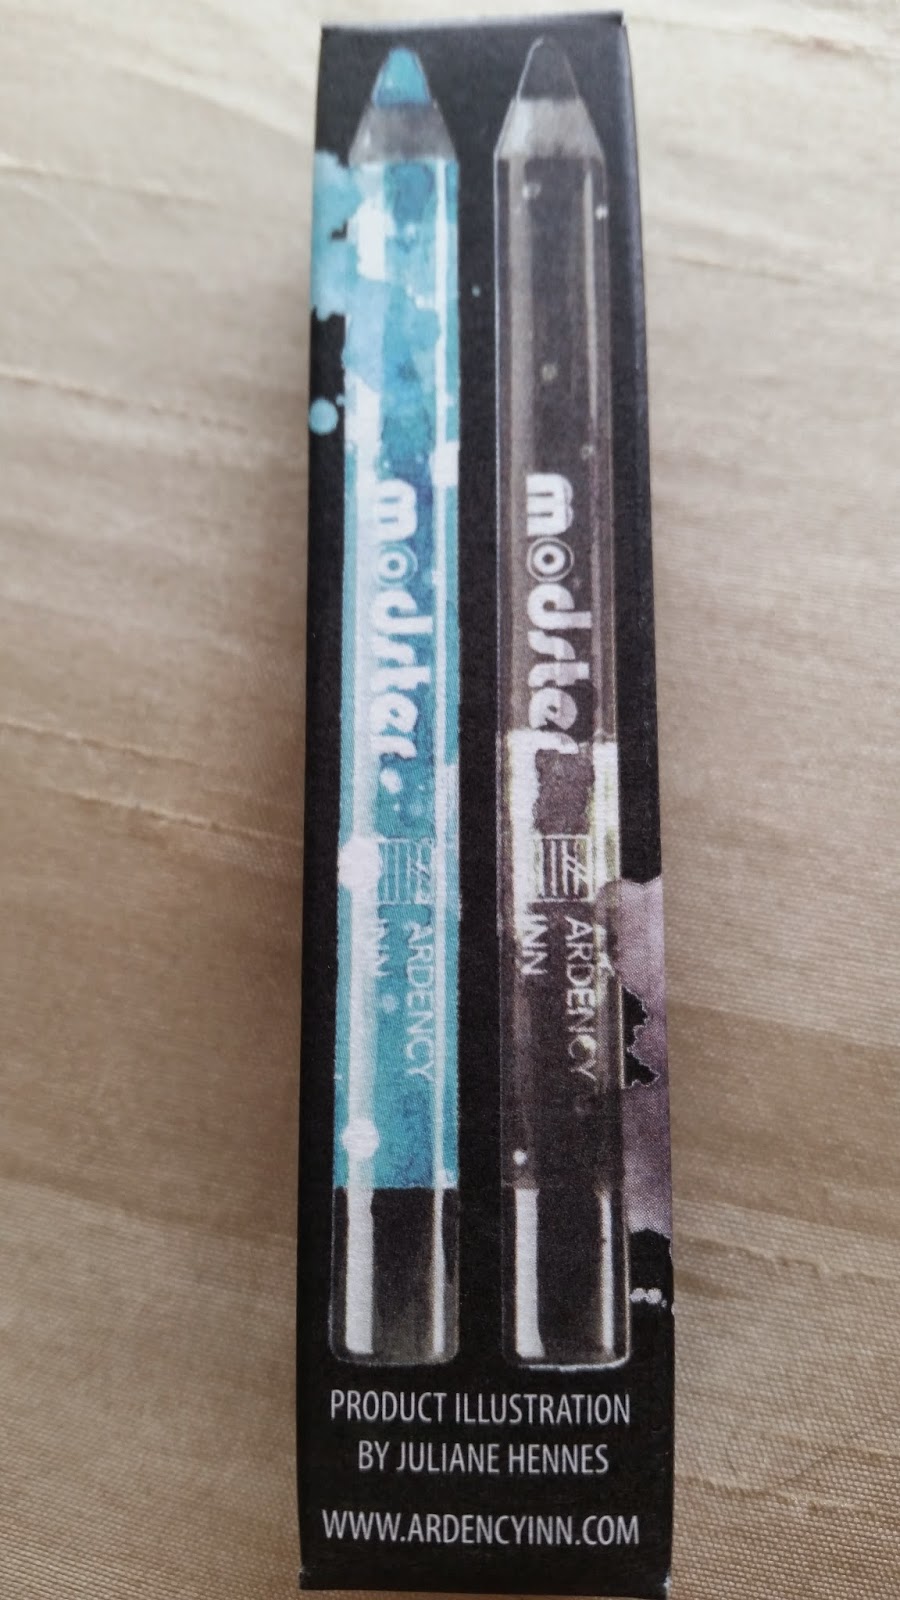 modster.
ARDENCY
INN
modster
ARDENCY
INN
PRODUCT ILLUSTRATION
BY JULIANE HENNES
WWW.ARDENCYINN.COM